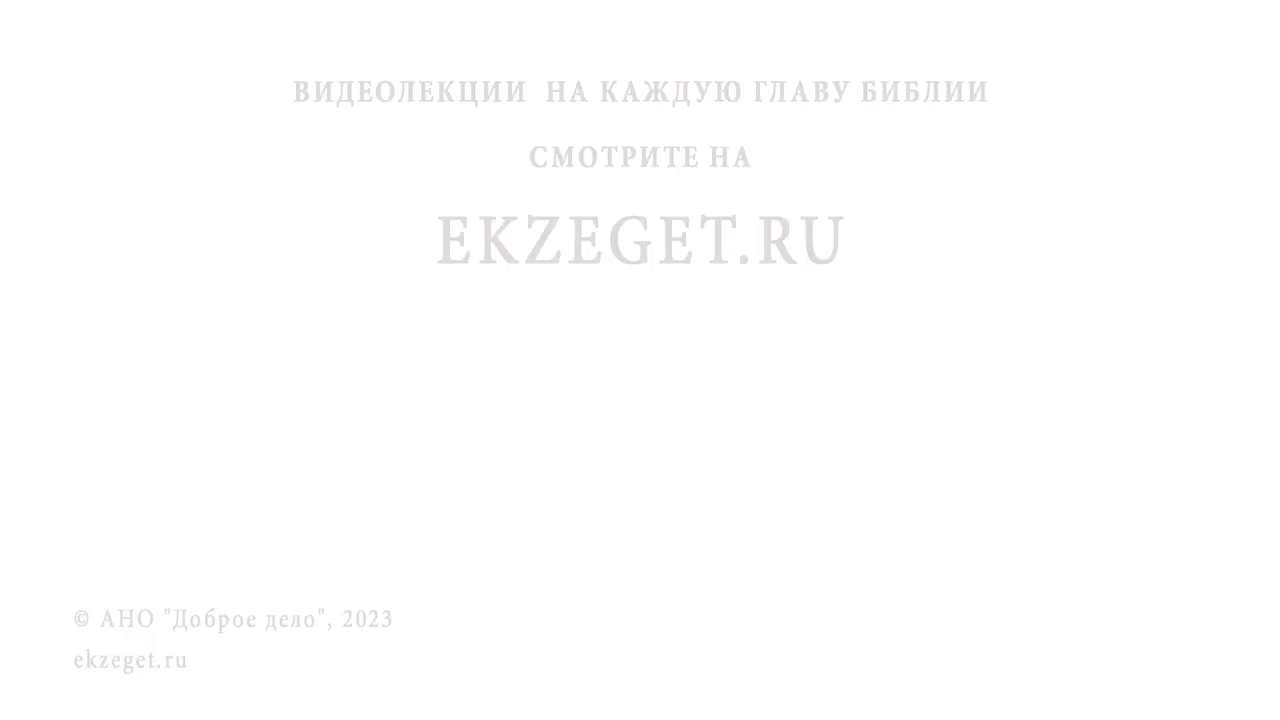 ВИДЕОЛЕКЦИИ НА КАЖДУЮ ГЛАВУ БИБЛИИ
СМОТРИТЕ НА
EKZEGET.RU
© АНО "Доброе дело", 2023
ekzeget.ru